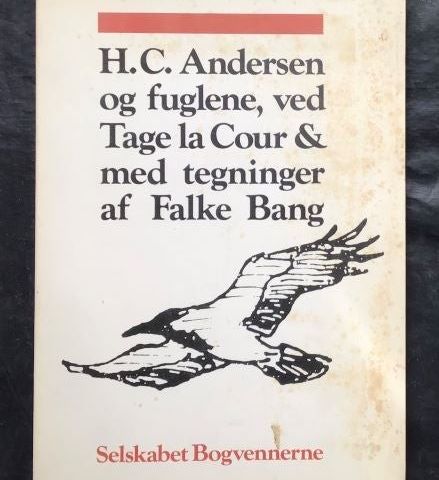 H.C. Andersen
og fuglene, ved
Tage la Cour &
med tegninger
af Falke Bang
Selskabet Bogvennerne